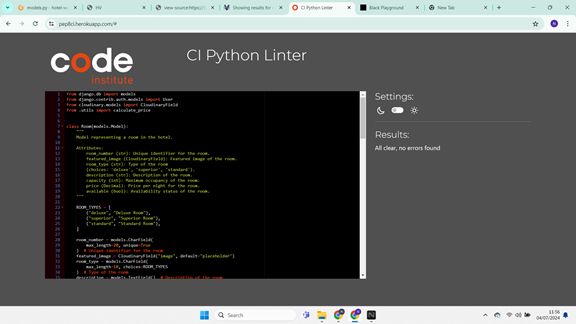 models.py - hotel-v
HV
view-source:https://
Showing results for
CI Python Linter
Black Playground
New Tab
pep8ci.herokuapp.com/#
code
institute
CI Python Linter
1 from django.db import models
2 from django.contrib.auth.models import User
3 from cloudinary.models import CloudinaryField
4 from .utils import calculate_price
5
6
7 class Room(models.Model):
8 """
9 Model representing a room in the hotel.
10
11 Attributes:
12 room_number (str): Unique identifier for the room.
13 featured_image (CloudinaryField): Featured image of the room.
14 room_type (str): Type of the room
15 (choices: 'deluxe', 'superior', 'standard').
16 description (str): Description of the room.
17 capacity (int): Maximum occupancy of the room.
18 price (Decimal): Price per night for the room.
19 available (bool): Availability status of the room.
20 """
21
22 ROOM_TYPES = [
23 ("deluxe", "Deluxe Room"),
24 ("superior", "Superior Room"),
25 ("standard", "Standard Room"),
26 ]
27
28 room_number = models.CharField(
29 max_length=20, unique=True
30 ) # Unique identifier for the room
31 featured_image = CloudinaryField("image", default="placeholder")
32 room_type = models.CharField(
33 max_length=10, choices=ROOM_TYPES
34 ) # Type of the room
35 description = models.TextField() # Description of the room
Settings:
Results:
All clear, no errors found
Search
11:56
04/07/2024